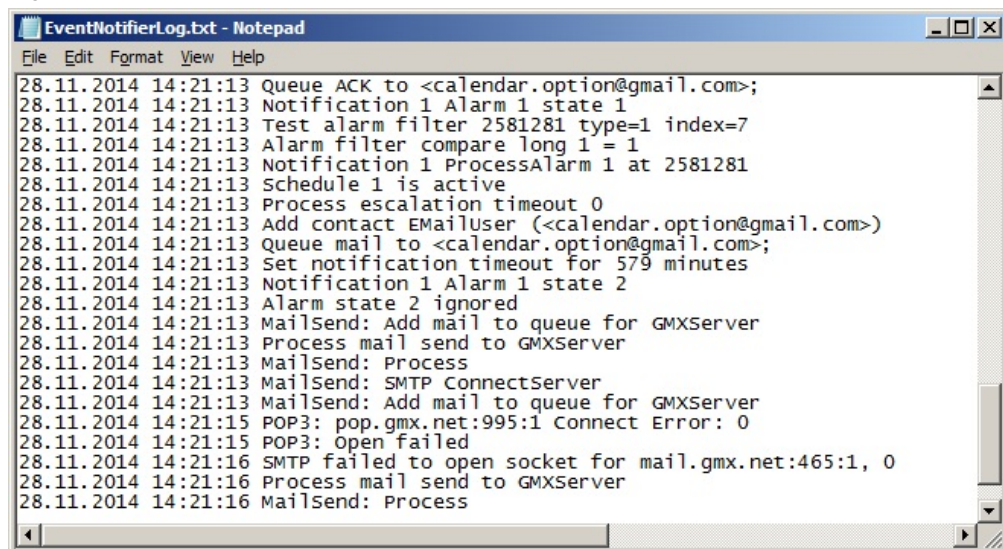 EventNotifierLog.txt - Notepad
File Edit Format View Help
28.11.2014 14:21:13 Queue ACK to <calendar.option@gmail.com>;
28.11.2014 14:21:13 Notification 1 Alarm 1 state 1
28.11.2014 14:21:13 Test alarm filter 2581281 type=1 index=7
28.11.2014 14:21:13 Alarm filter compare long 1 = 1
28.11.2014 14:21:13 Notification 1 ProcessAlarm 1 at 2581281
28.11.2014 14:21:13 Schedule 1 is active
28.11.2014 14:21:13 Process escalation timeout 0
28.11.2014 14:21:13 Add contact EMailUser (<calendar.option@gmail.com>)
28.11.2014 14:21:13 Queue mail to <calendar.option@gmail.com>;
28.11.2014 14:21:13 Set notification timeout for 579 minutes
28.11.2014 14:21:13 Notification 1 Alarm 1 state 2
28.11.2014 14:21:13 Alarm state 2 ignored
28.11.2014 14:21:13 MailSend: Add mail to queue for GMXServer
28.11.2014 14:21:13 Process mail send to GMXServer
28.11.2014 14:21:13 MailSend: Process
28.11.2014 14:21:13 MailSend: SMTP ConnectServer
28.11.2014 14:21:13 MailSend: Add mail to queue for GMXServer
28.11.2014 14:21:15 POP3: pop.gmx.net:995:1 Connect Error: 0
28.11.2014 14:21:15 POP3: Open failed
28.11.2014 14:21:16 SMTP failed to open socket for mail.gmx.net:465:1, 0
28.11.2014 14:21:16 Process mail send to GMXServer
28.11.2014 14:21:16 MailSend: Process